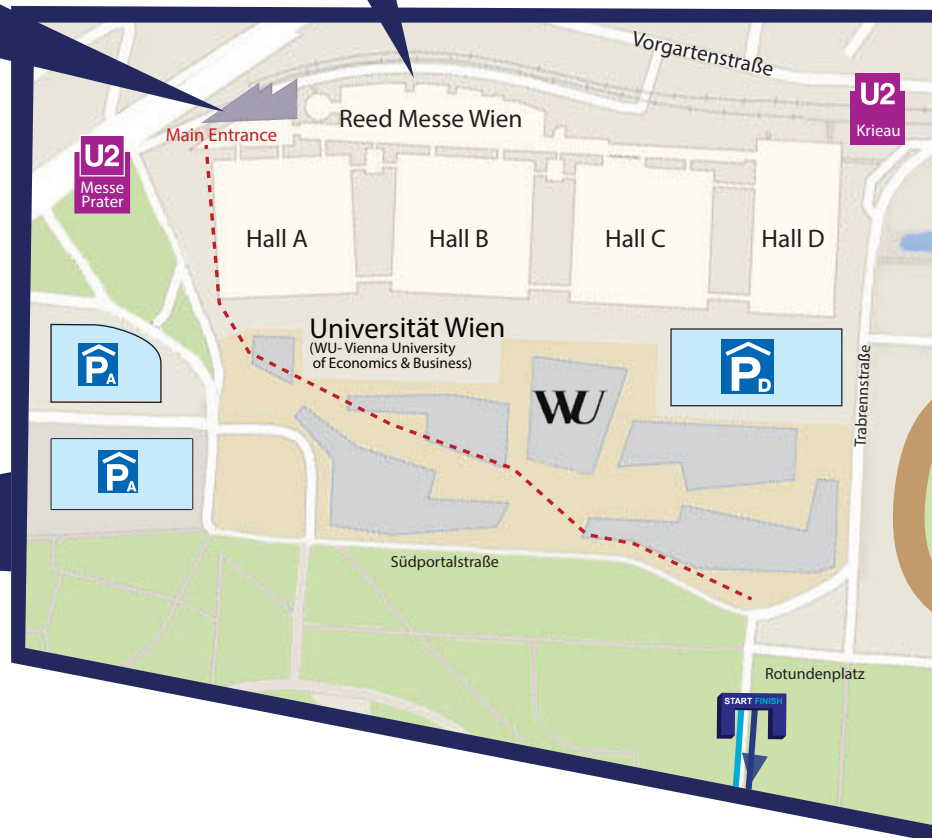 Vorgartenstraße
U2
Krieau
Reed Messe Wien
Main Entrance
U2
Messe
Prater
Hall A
Hall B
Hall C
Hall D
Universität Wien
(WU- Vienna University
of Economics & Business)
P A
P D
WU
Trabrennstraße
P A
Südportalstraße
Rotundenplatz
START FINISH